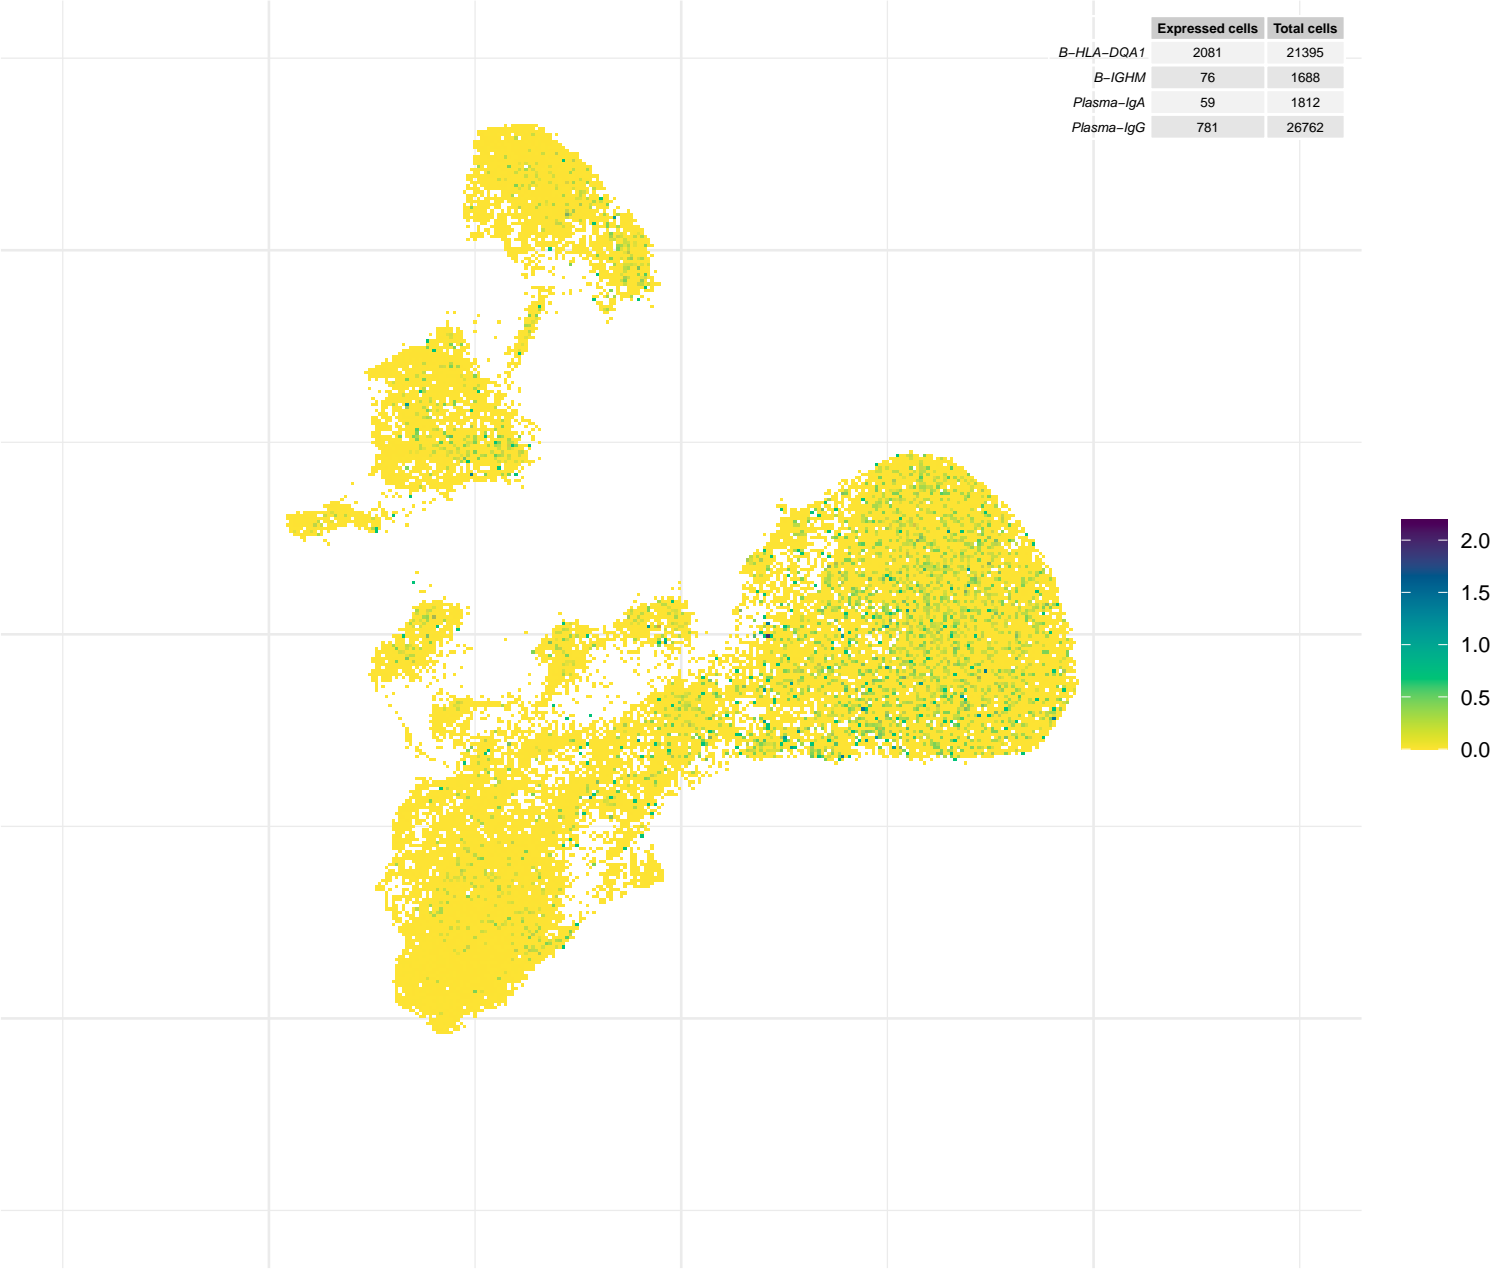 Expressed cells Total cells
B−HLA−DQA1 2081 21395
B−IGHM 76 1688
Plasma−IgA 59 1812
Plasma−IgG 781 26762
2.0
1.5
1.0
0.5
0.0